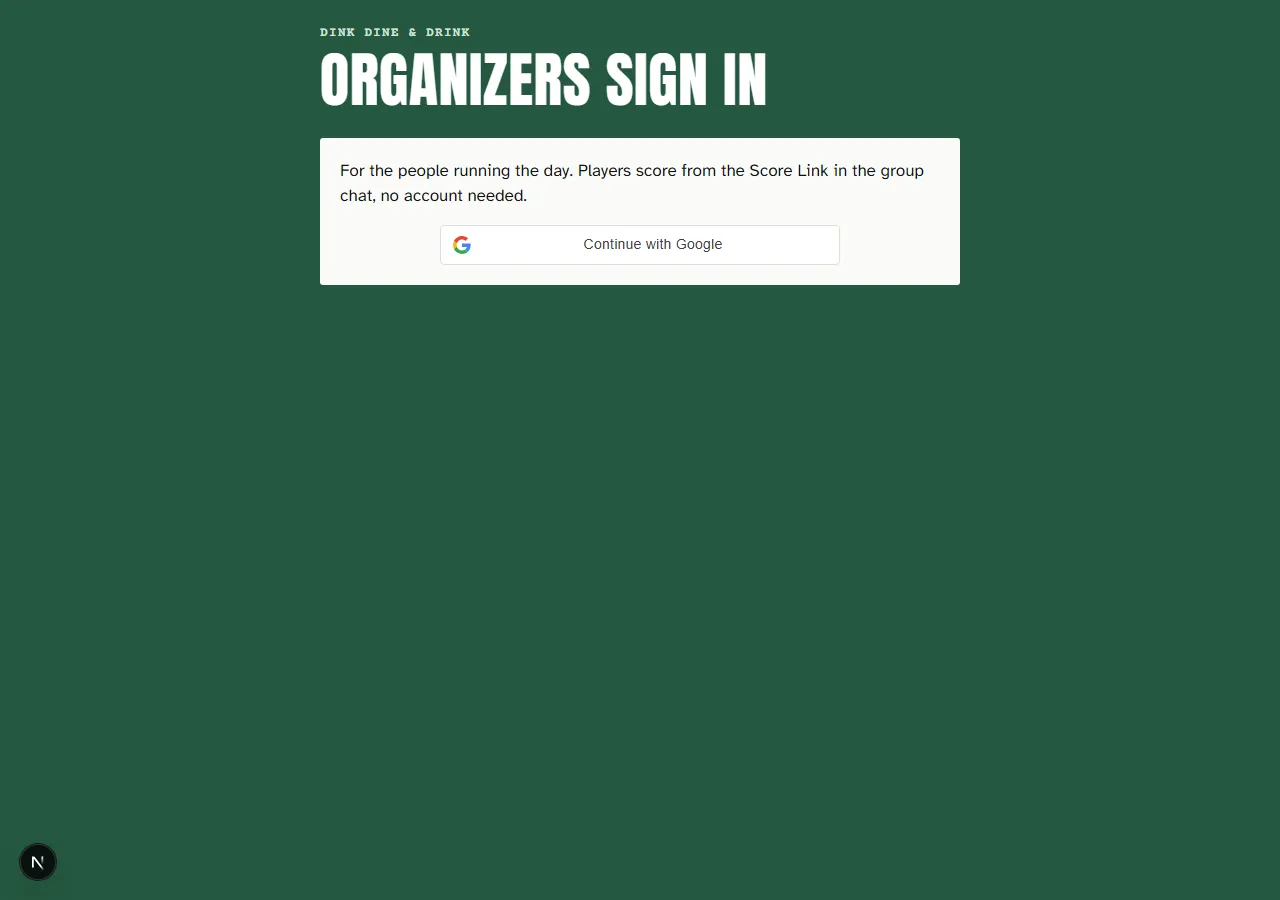 DINK DINE & DRINK
ORGANIZERS SIGN IN
For the people running the day. Players score from the Score Link in the group
chat, no account needed.
Continue with Google
N